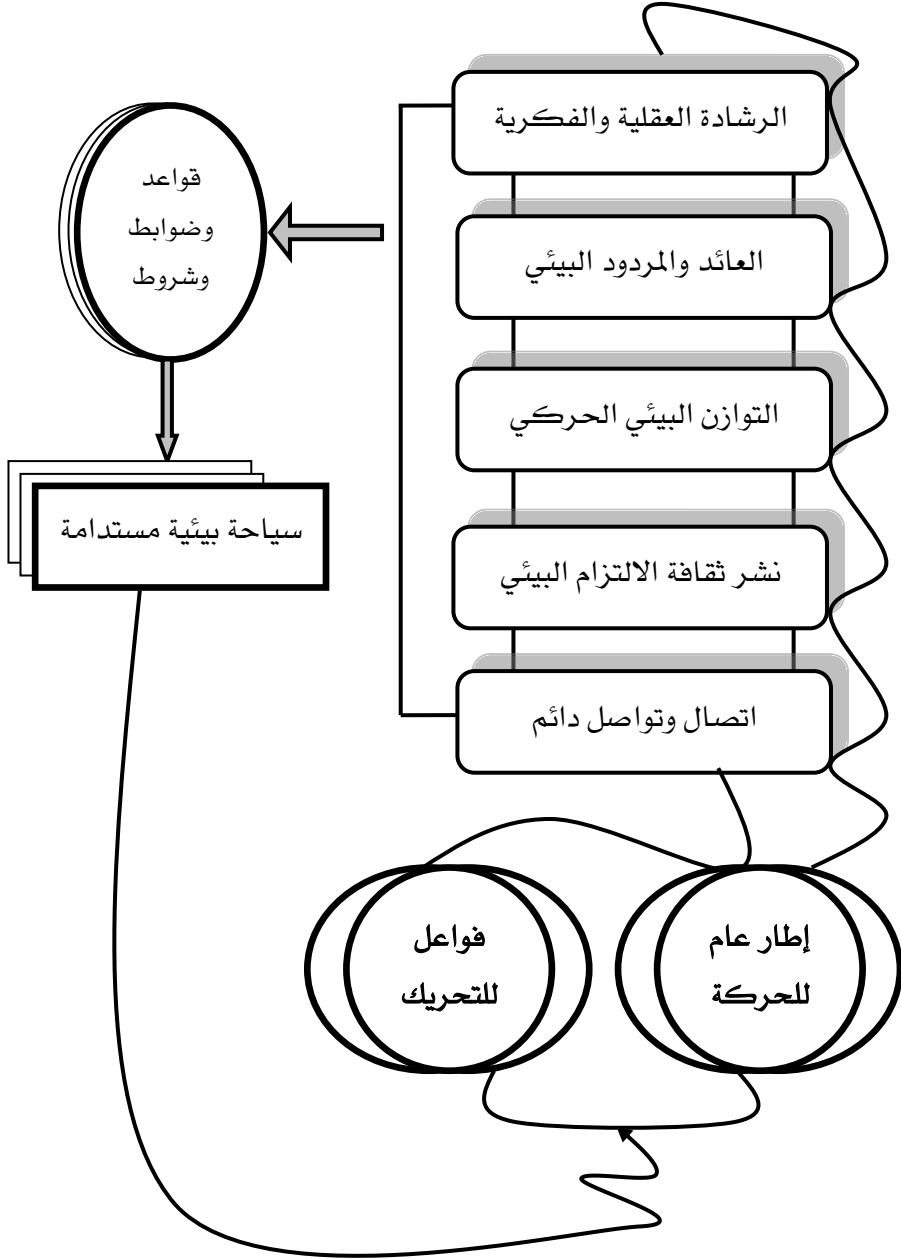 الرشادة العقلية والفكرية
العائد والمردود البيئي
التوازن البيئي الحركي
نشر ثقافة الالتزام البيئي
اتصال وتواصل دائم
قواعد
وضوابط
وشروط
سياحة بيئية مستدامة
إطار عام
للحركة
فواعل
للتحريك